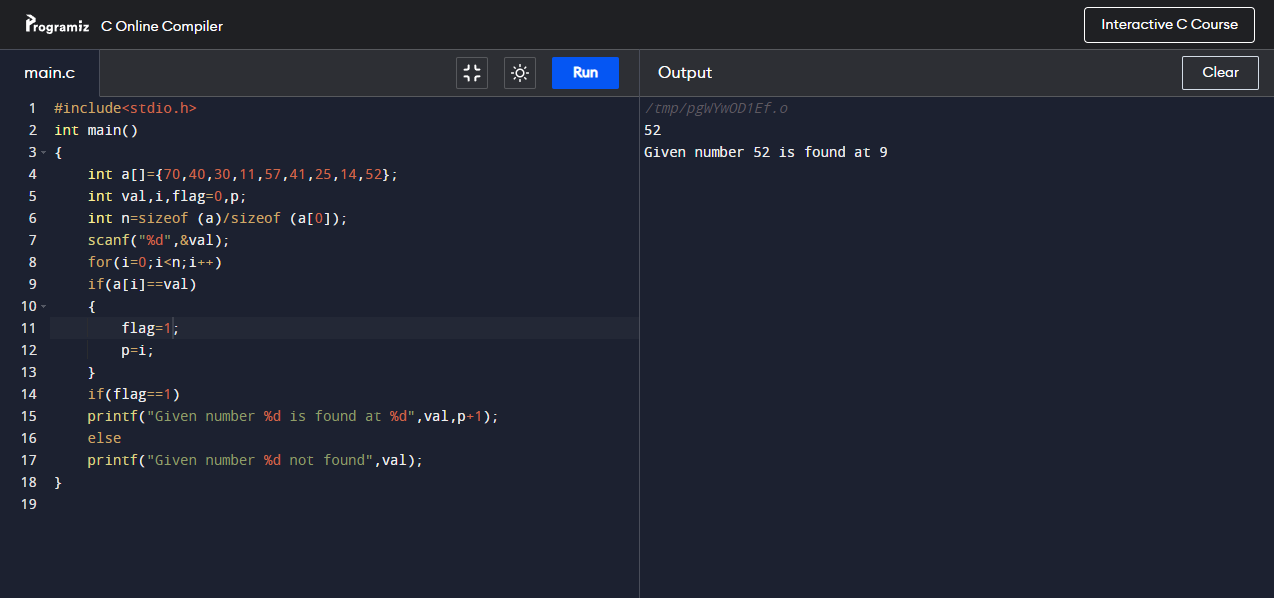 Programiz C Online Compiler Interactive C Course
main.c Run Output Clear
1 #include<stdio.h>
2 int main()
3 {
4     int a[]={70,40,30,11,57,41,25,14,52};
5     int val,i,flag=0,p;
6     int n=sizeof (a)/sizeof (a[0]);
7     scanf("%d",&val);
8     for(i=0;i<n;i++)
9     if(a[i]==val)
10     {
11         flag=1;
12         p=i;
13     }
14     if(flag==1)
15     printf("Given number %d is found at %d",val,p+1);
16     else
17     printf("Given number %d not found",val);
18 }
19
/tmp/pgWYwOD1Ef.o
52
Given number 52 is found at 9